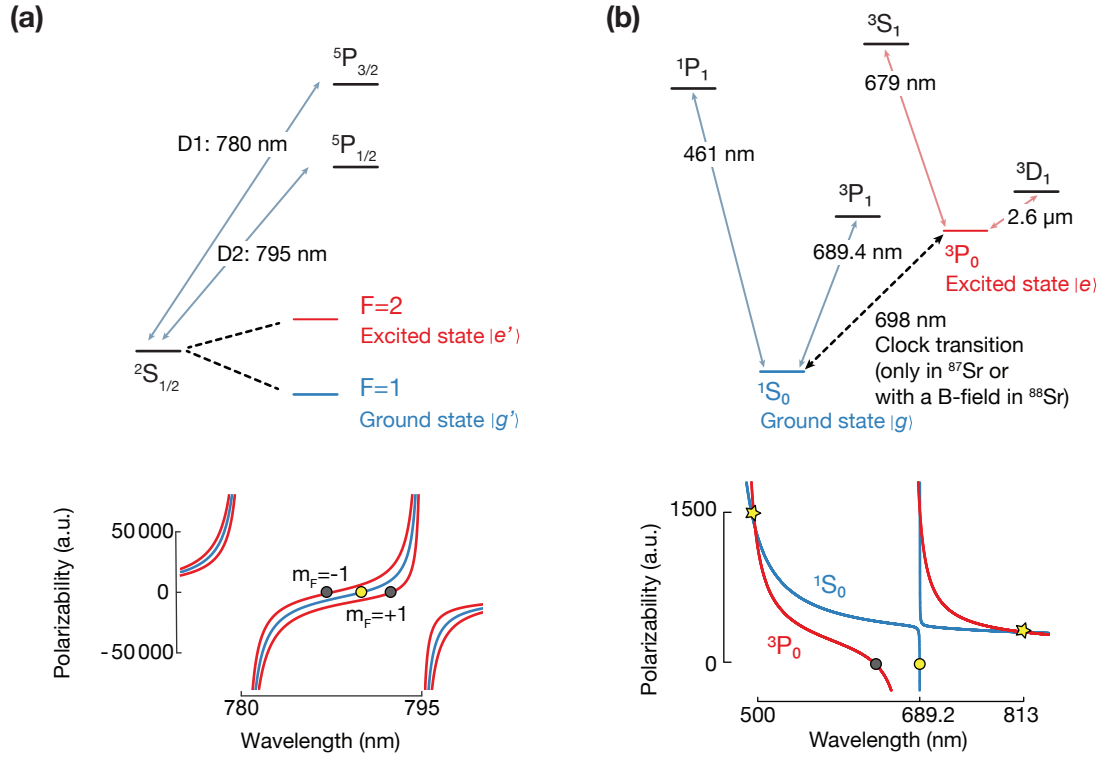 (a)
⁵P₃/₂
D1: 780 nm
⁵P₁/₂
D2: 795 nm
F=2
Excited state |e’⟩
²S₁/₂
F=1
Ground state |g’⟩
Polarizability (a.u.)
50 000
0
-50 000
m_F=-1
m_F=+1
780
795
Wavelength (nm)
(b)
³S₁
¹P₁
679 nm
461 nm
³D₁
³P₁
2.6 µm
689.4 nm
³P₀
Excited state |e⟩
698 nm
Clock transition
(only in ⁸⁷Sr or
with a B-field in ⁸⁸Sr)
¹S₀
Ground state |g⟩
Polarizability (a.u.)
1500
0
¹S₀
³P₀
500
689.2
813
Wavelength (nm)